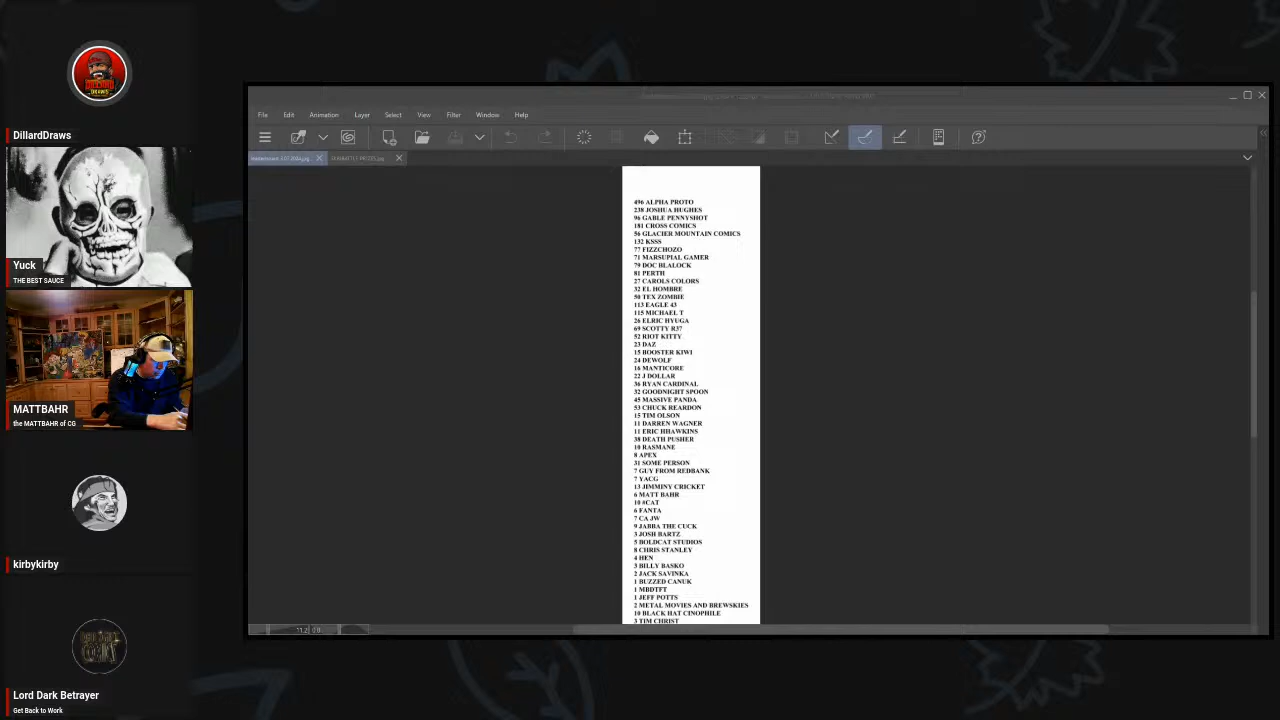 DillardDraws
Yuck
THE BEST SAUCE
MATTBAHR
the MATTBAHR of CG
kirbykirby
Lord Dark Betrayer
Get Back to Work
File Edit Animation Layer Select View Filter Window Help
496 ALPHA PROTO
238 JOSHUA HUGHES
96 GABLE PENNYSHOT
181 CROSS COMICS
56 GLACIER MOUNTAIN COMICS
132 KSSS
77 FIZZCHOZO
71 MARSUPIAL GAMER
79 DOC BLALOCK
81 PERTH
27 CAROLS COLORS
32 EL HOMBRE
50 TEX ZOMBIE
113 EAGLE 43
115 MICHAEL T
26 ELRIC HYUGA
69 SCOTTY R37
52 RIOT KITTY
23 DAZ
15 BOOSTER KIWI
24 DEWOLF
16 MANTICORE
22 J DOLLAR
36 RYAN CARDINAL
32 GOODNIGHT SPOON
45 MASSIVE PANDA
53 CHUCK REARDON
15 TIM OLSON
11 DARREN WAGNER
11 ERIC HHAWKINS
38 DEATH PUSHER
10 RASMANE
8 APEX
31 SOME PERSON
7 GUY FROM REDBANK
7 YACG
13 JIMMINY CRICKET
6 MATT BAHR
10 #CAT
6 FANTA
7 CA JW
9 JABBA THE CUCK
3 JOSH BARTZ
5 BOLDCAT STUDIOS
8 CHRIS STANLEY
4 HEN
3 BILLY BASKO
2 JACK SAVINKA
1 BUZZED CANUK
1 MBDTFT
1 JEFF POTTS
2 METAL MOVIES AND BREWSKIES
10 BLACK HAT CINOPHILE
3 TIM CHRIST